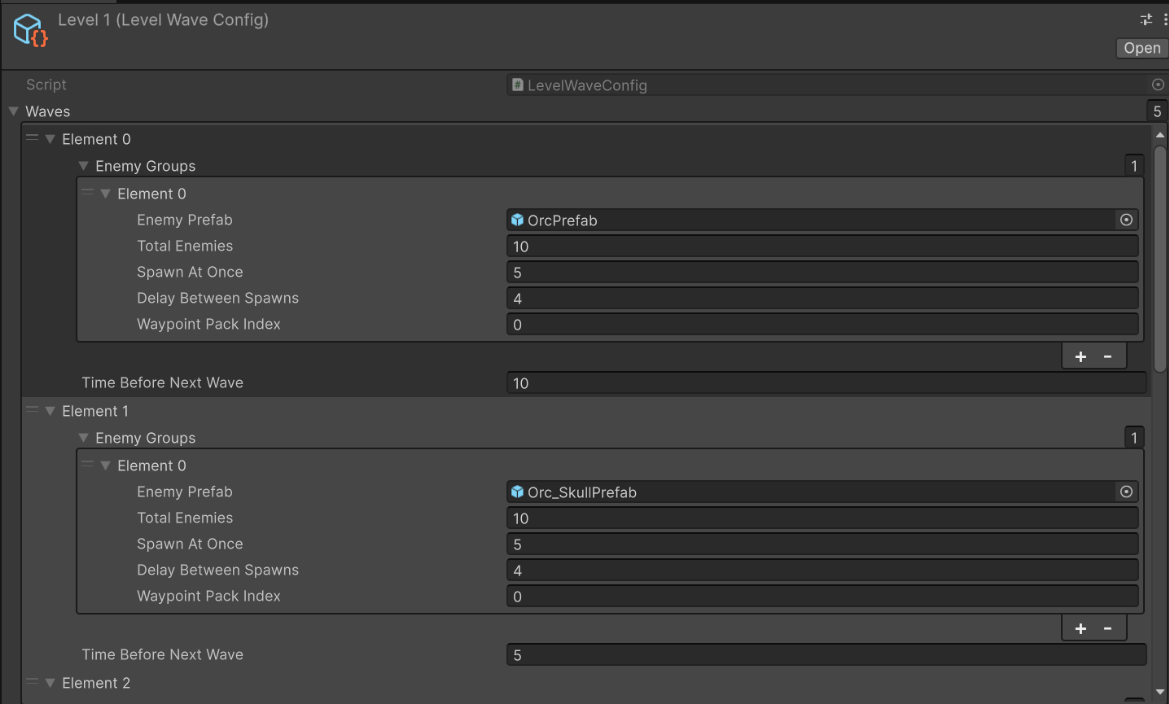 Level 1 (Level Wave Config)
Open
Script LevelWaveConfig
Waves 5
Element 0
Enemy Groups 1
Element 0
Enemy Prefab OrcPrefab
Total Enemies 10
Spawn At Once 5
Delay Between Spawns 4
Waypoint Pack Index 0
+ -
Time Before Next Wave 10
Element 1
Enemy Groups 1
Element 0
Enemy Prefab Orc_SkullPrefab
Total Enemies 10
Spawn At Once 5
Delay Between Spawns 4
Waypoint Pack Index 0
+ -
Time Before Next Wave 5
Element 2